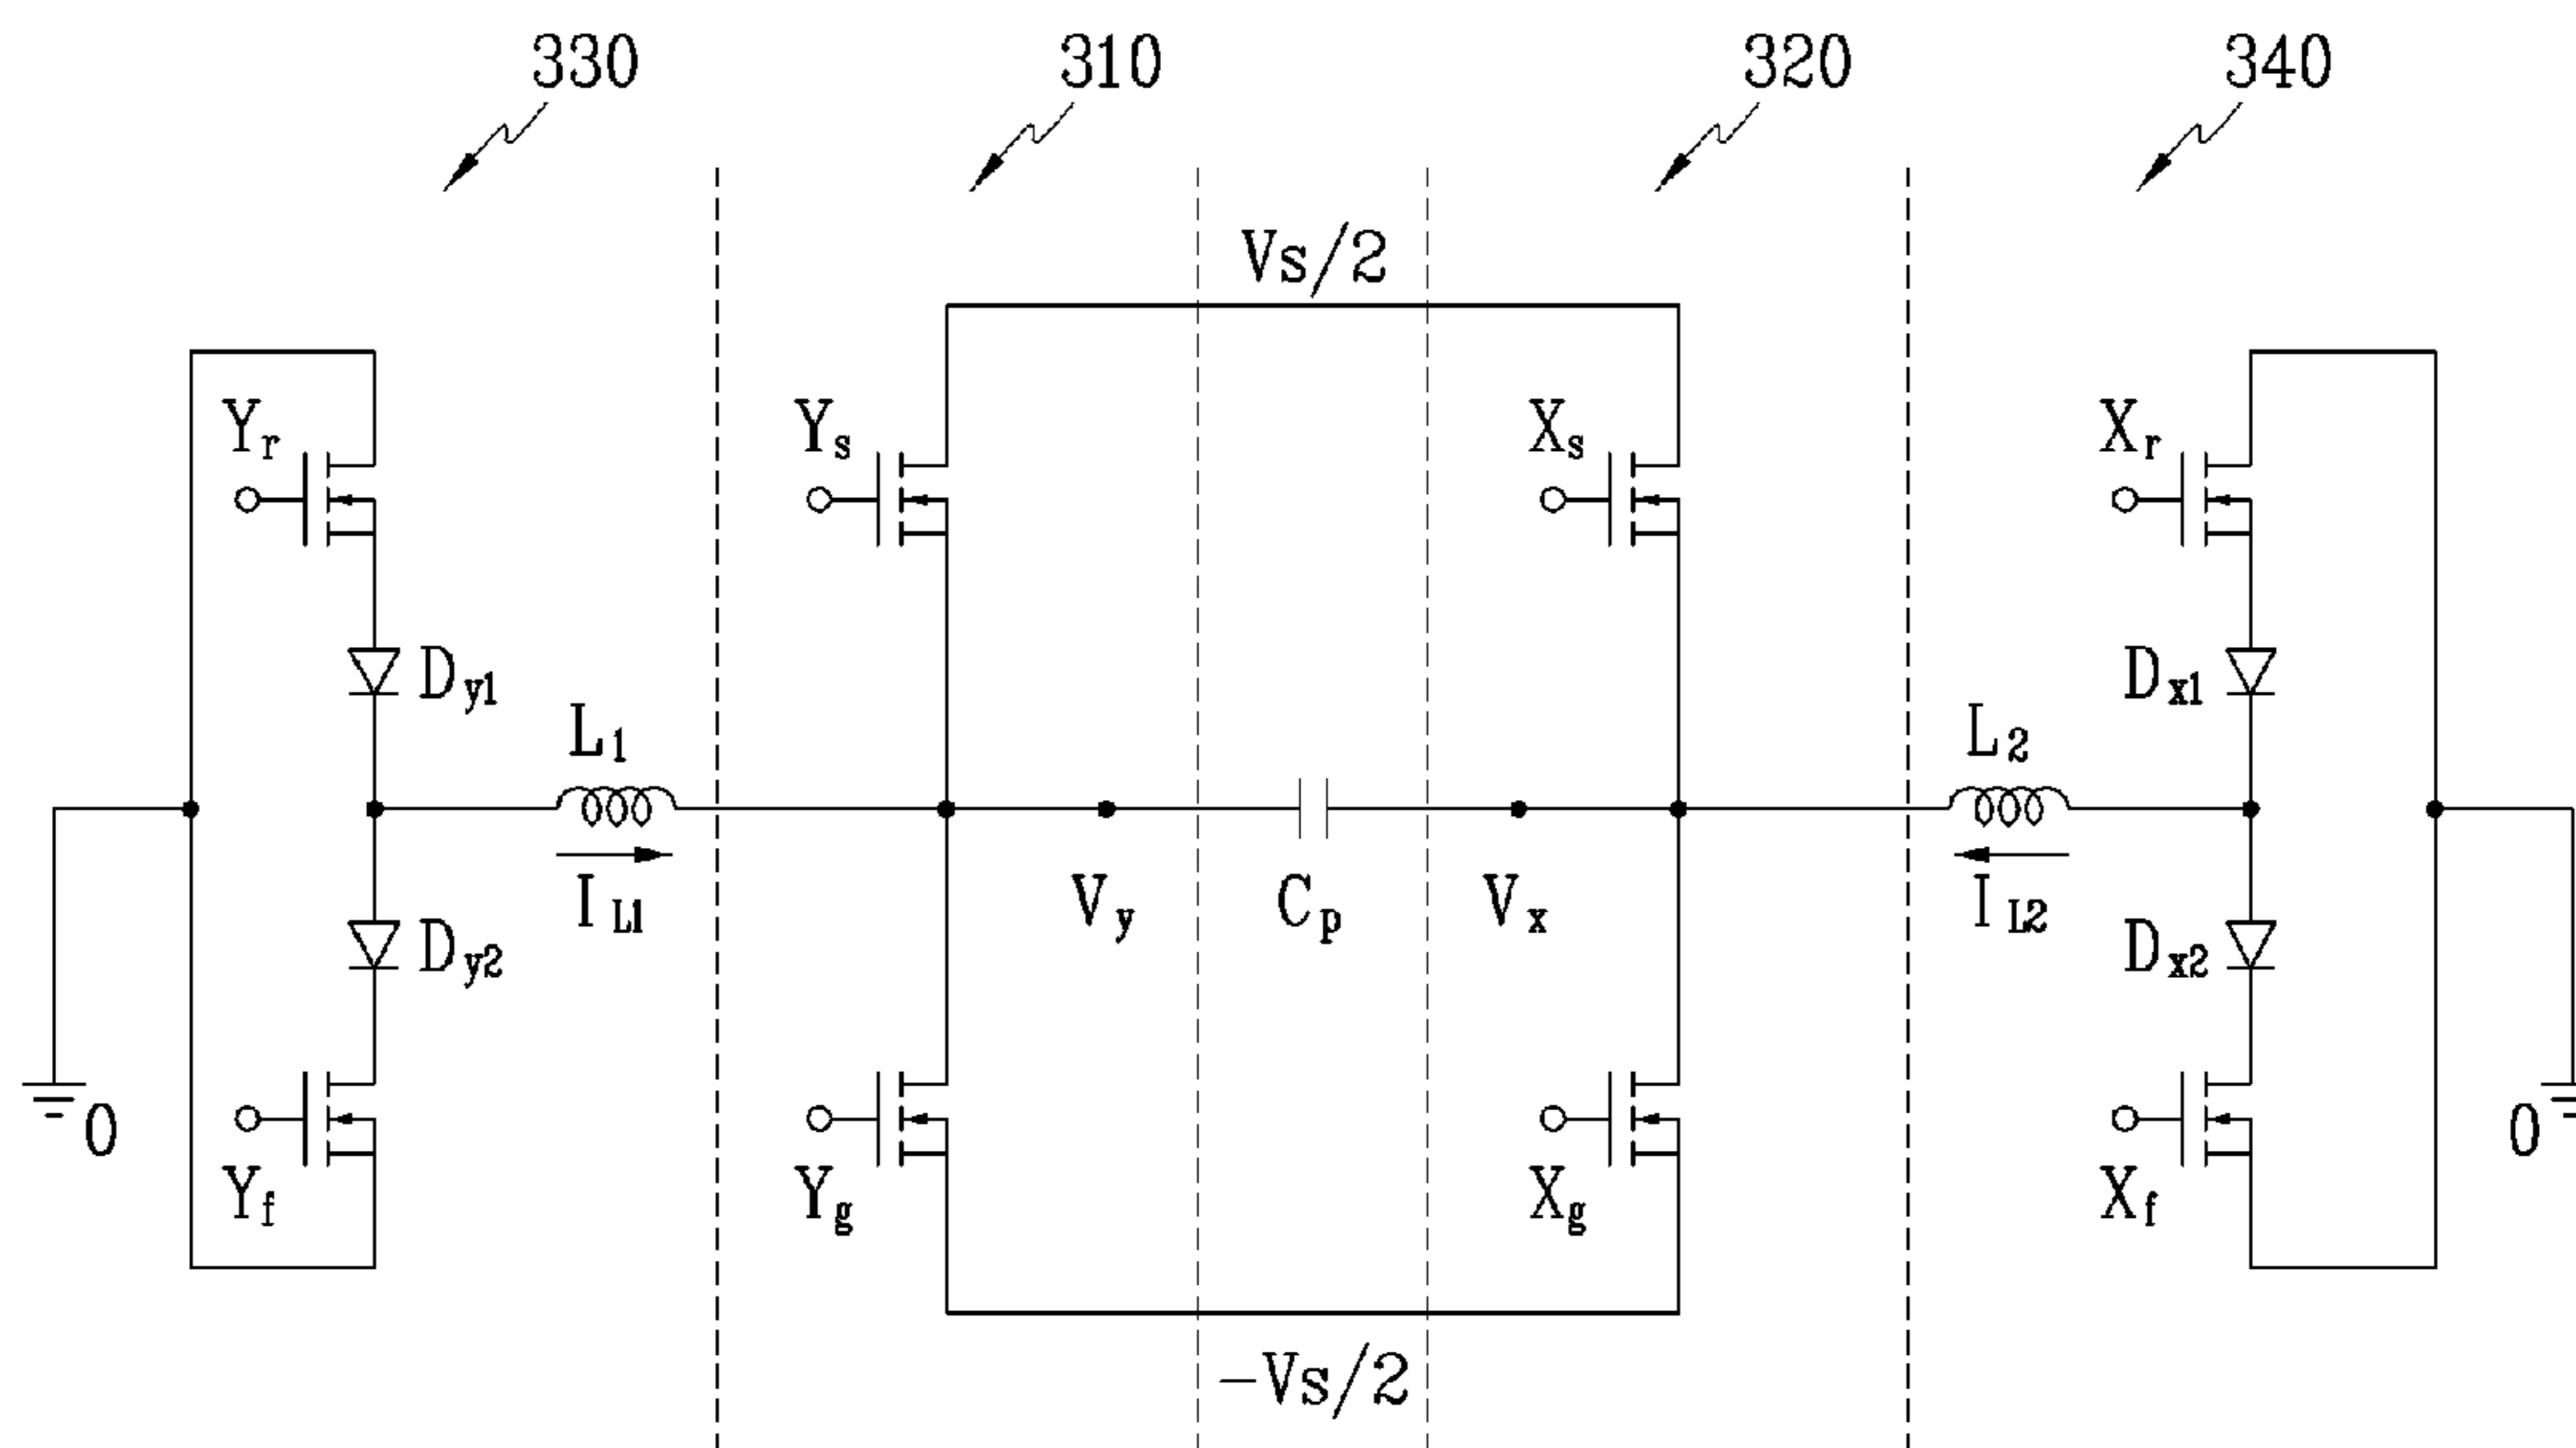 330 310 320 340
Vs/2
Yr Ys Xs Xr
Dy1 Dx1
L1 L2
IL1 Vy Cp Vx IL2
Dy2 Dx2
0 0
Yf Yg Xg Xf
-Vs/2